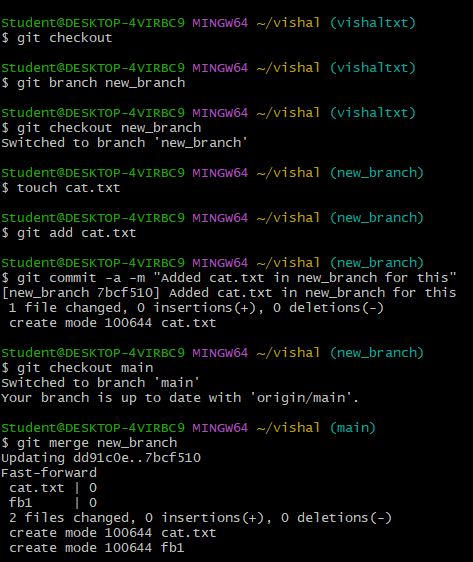 Student@DESKTOP-4VIRBC9 MINGW64 ~/vishal (vishaltxt)
$ git checkout
Student@DESKTOP-4VIRBC9 MINGW64 ~/vishal (vishaltxt)
$ git branch new_branch
Student@DESKTOP-4VIRBC9 MINGW64 ~/vishal (vishaltxt)
$ git checkout new_branch
Switched to branch 'new_branch'
Student@DESKTOP-4VIRBC9 MINGW64 ~/vishal (new_branch)
$ touch cat.txt
Student@DESKTOP-4VIRBC9 MINGW64 ~/vishal (new_branch)
$ git add cat.txt
Student@DESKTOP-4VIRBC9 MINGW64 ~/vishal (new_branch)
$ git commit -a -m "Added cat.txt in new_branch for this"
[new_branch 7bcf510] Added cat.txt in new_branch for this
 1 file changed, 0 insertions(+), 0 deletions(-)
 create mode 100644 cat.txt
Student@DESKTOP-4VIRBC9 MINGW64 ~/vishal (new_branch)
$ git checkout main
Switched to branch 'main'
Your branch is up to date with 'origin/main'.
Student@DESKTOP-4VIRBC9 MINGW64 ~/vishal (main)
$ git merge new_branch
Updating dd91c0e..7bcf510
Fast-forward
 cat.txt | 0
 fb1     | 0
 2 files changed, 0 insertions(+), 0 deletions(-)
 create mode 100644 cat.txt
 create mode 100644 fb1